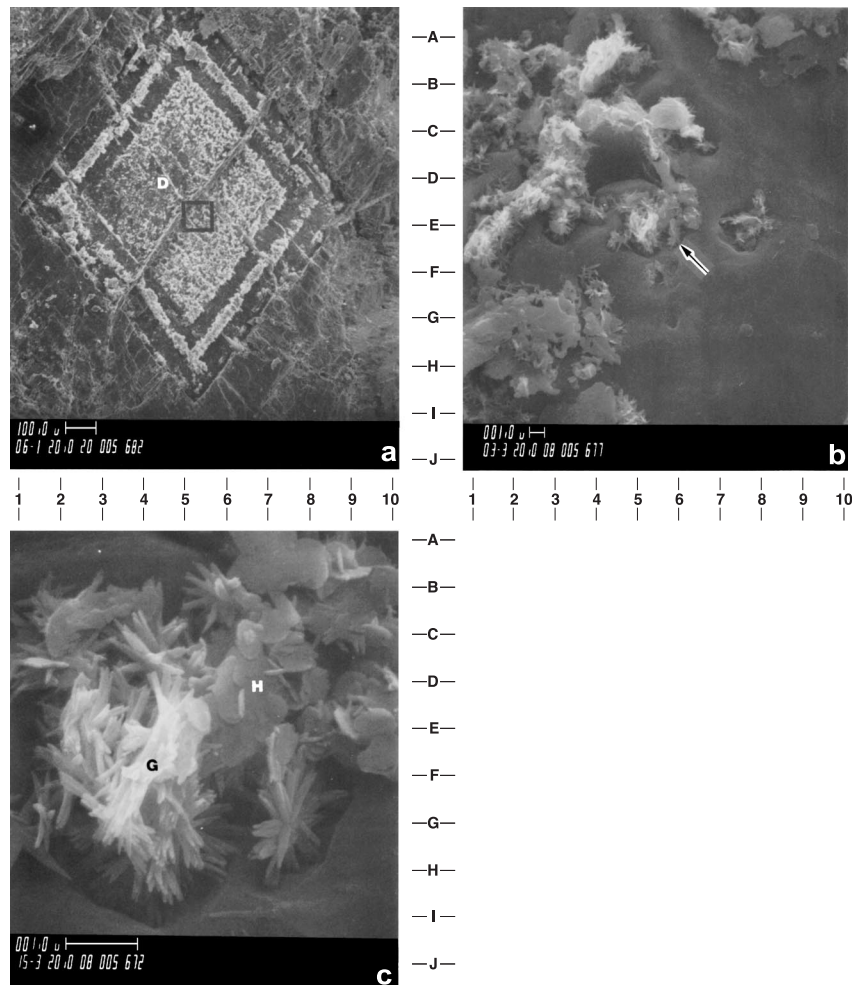 D
100.0 u
06-1 20.0 20 005 682
a
A
B
C
D
E
F
G
H
I
J
001.0 u
03-3 20.0 08 005 677
b
1 2 3 4 5 6 7 8 9 10
1 2 3 4 5 6 7 8 9 10
H
G
001.0 u
15-3 20.0 08 005 672
c
A
B
C
D
E
F
G
H
I
J